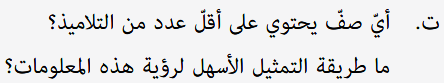 ت. أيّ صفّ يحتوي على أقلّ عدد من التلاميذ؟
ما طريقة التمثيل الأسهل لرؤية هذه المعلومات؟